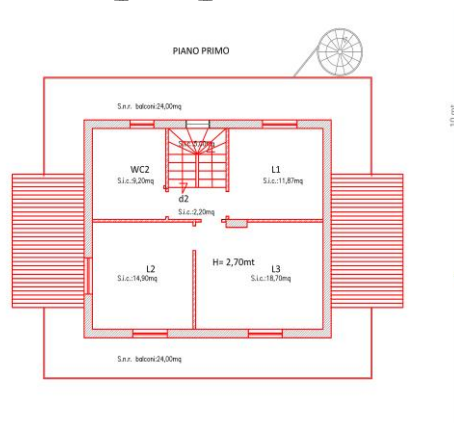 PIANO PRIMO
S.n.r. balconi:24,00mq
WC2
S.i.c.:9,20mq
L1
S.i.c.:11,87mq
d2
S.i.c.:2,20mq
H= 2,70mt
L2
S.i.c.:14,90mq
L3
S.i.c.:18,70mq
S.n.r. balconi:24,00mq